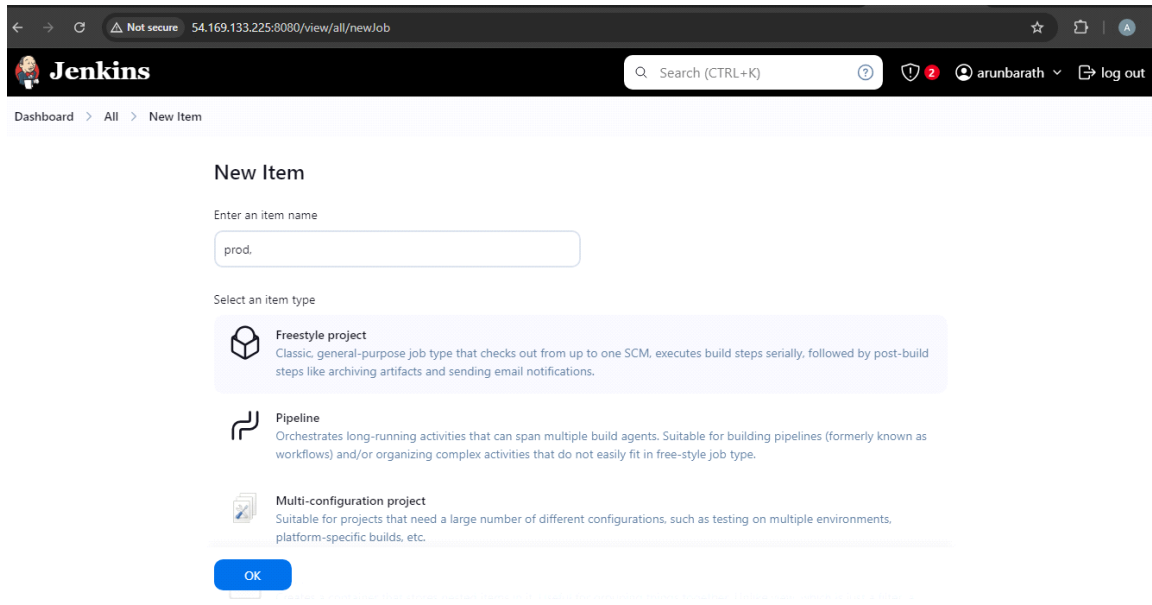 Not secure 54.169.133.225:8080/view/all/newJob
A
Jenkins
Search (CTRL+K)
?
2
arunbarath
log out
Dashboard > All > New Item
New Item
Enter an item name
prod.
Select an item type
Freestyle project
Classic, general-purpose job type that checks out from up to one SCM, executes build steps serially, followed by post-build
steps like archiving artifacts and sending email notifications.
Pipeline
Orchestrates long-running activities that can span multiple build agents. Suitable for building pipelines (formerly known as
workflows) and/or organizing complex activities that do not easily fit in free-style job type.
Multi-configuration project
Suitable for projects that need a large number of different configurations, such as testing on multiple environments,
platform-specific builds, etc.
OK